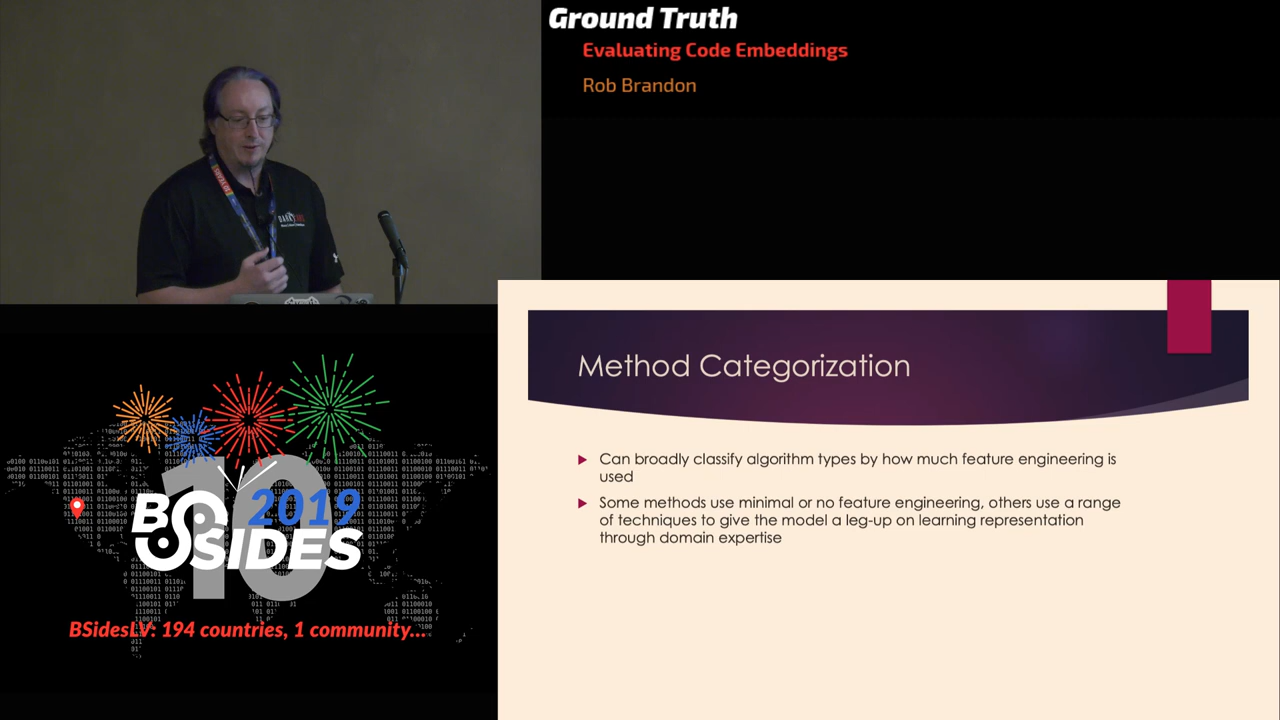 Ground Truth
Evaluating Code Embeddings
Rob Brandon
Method Categorization
Can broadly classify algorithm types by how much feature engineering is
used
Some methods use minimal or no feature engineering, others use a range
of techniques to give the model a leg-up on learning representation
through domain expertise
10
2019
BSIDES
BSidesLV: 194 countries, 1 community...